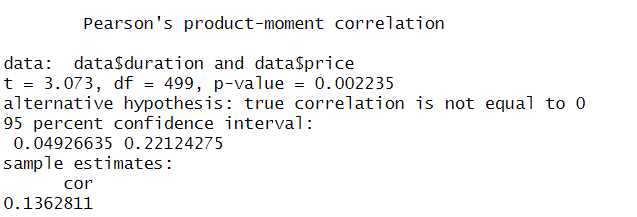 Pearson's product-moment correlation
data:  data$duration and data$price
t = 3.073, df = 499, p-value = 0.002235
alternative hypothesis: true correlation is not equal to 0
95 percent confidence interval:
 0.04926635 0.22124275
sample estimates:
      cor
0.1362811